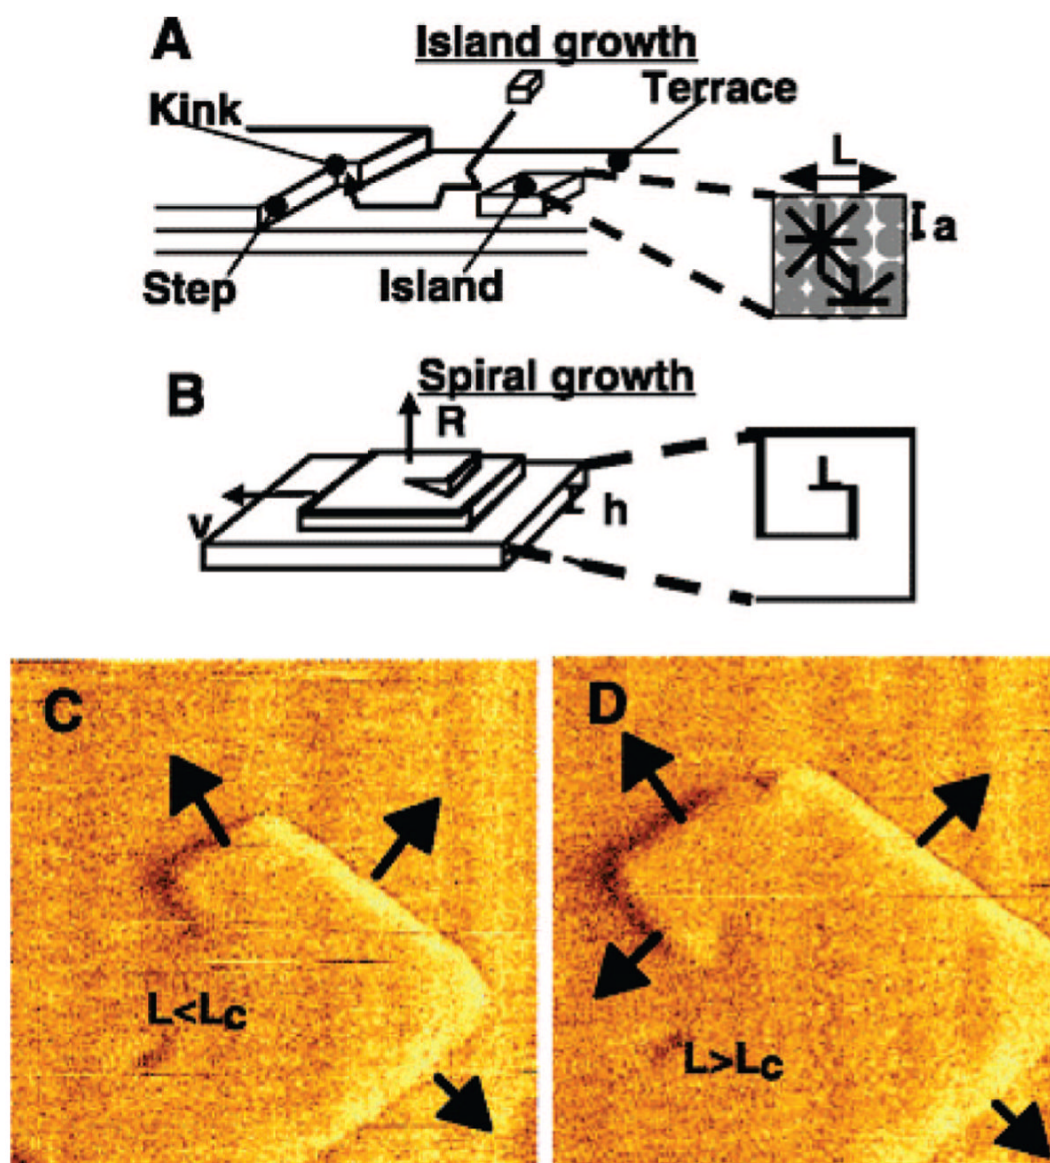 A
Island growth
Kink
Terrace
L
a
Step
Island
B
Spiral growth
R
L
v
h
C
D
L<Lc
L>Lc